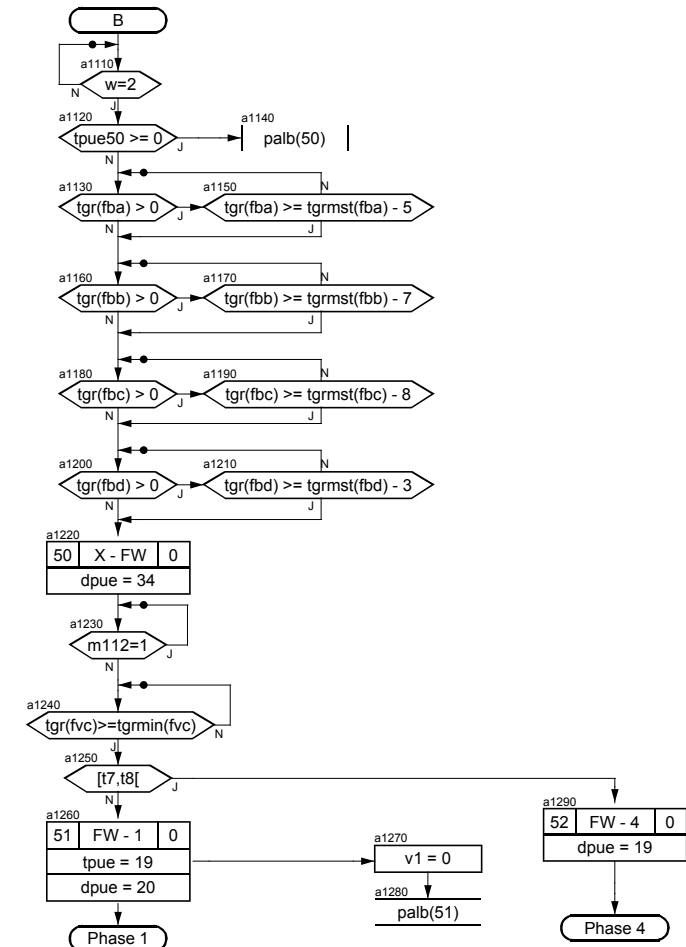 B
a1110
w=2
N
J
a1120
tpue50 >= 0
J
N
a1140
palb(50)
a1130
tgr(fba) > 0
J
N
a1150
N
tgr(fba) >= tgrmst(fba) - 5
J
a1160
tgr(fbb) > 0
J
N
a1170
N
tgr(fbb) >= tgrmst(fbb) - 7
J
a1180
tgr(fbc) > 0
J
N
a1190
N
tgr(fbc) >= tgrmst(fbc) - 8
J
a1200
tgr(fbd) > 0
J
N
a1210
N
tgr(fbd) >= tgrmst(fbd) - 3
J
a1220
50 X - FW 0
dpue = 34
a1230
m112=1
J
N
a1240
tgr(fvc)>=tgrmin(fvc)
N
J
a1250
[t7,t8[
J
N
a1260
51 FW - 1 0
tpue = 19
dpue = 20
a1270
v1 = 0
a1280
palb(51)
a1290
52 FW - 4 0
dpue = 19
Phase 1
Phase 4